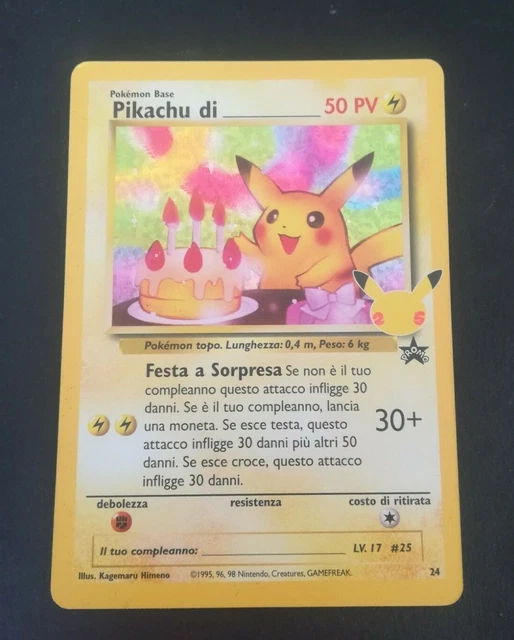 Pokémon Base
Pikachu di ____________ 50 PV
25
PROMO
Pokémon topo. Lunghezza: 0,4 m, Peso: 6 kg
Festa a Sorpresa Se non è il tuo
compleanno questo attacco infligge 30
danni. Se è il tuo compleanno, lancia
una moneta. Se esce testa, questo
attacco infligge 30 danni più altri 50
danni. Se esce croce, questo attacco
infligge 30 danni.
30+
debolezza resistenza costo di ritirata
Il tuo compleanno: ____________ LV. 17 #25
Illus. Kagemaru Himeno ©1995, 96, 98 Nintendo, Creatures, GAMEFREAK. 24